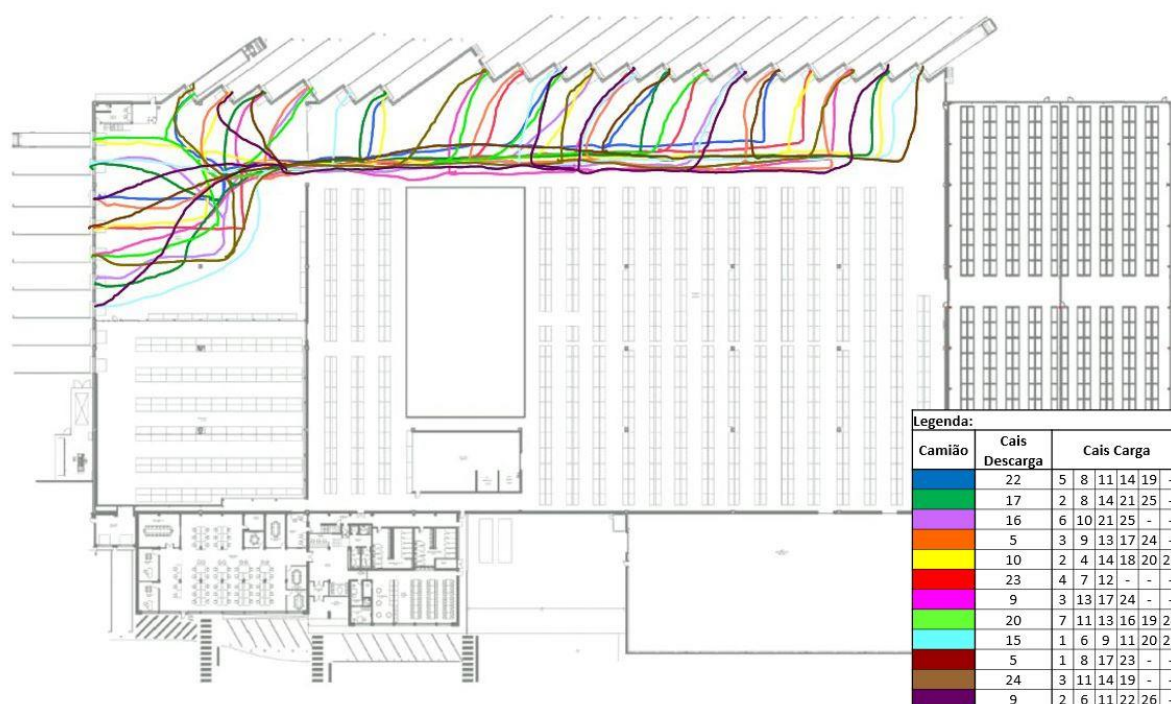 Legenda:
Camião Cais Descarga Cais Carga
22 5 8 11 14 19 -
17 2 8 14 21 25 -
16 6 10 21 25 - -
5 3 9 13 17 24 -
10 2 4 14 18 20
23 4 7 12 - - -
9 3 13 17 24 - -
20 7 11 13 16 19
15 1 6 9 11 20
5 1 8 17 23 - -
24 3 11 14 19 - -
9 2 6 11 22 26 -